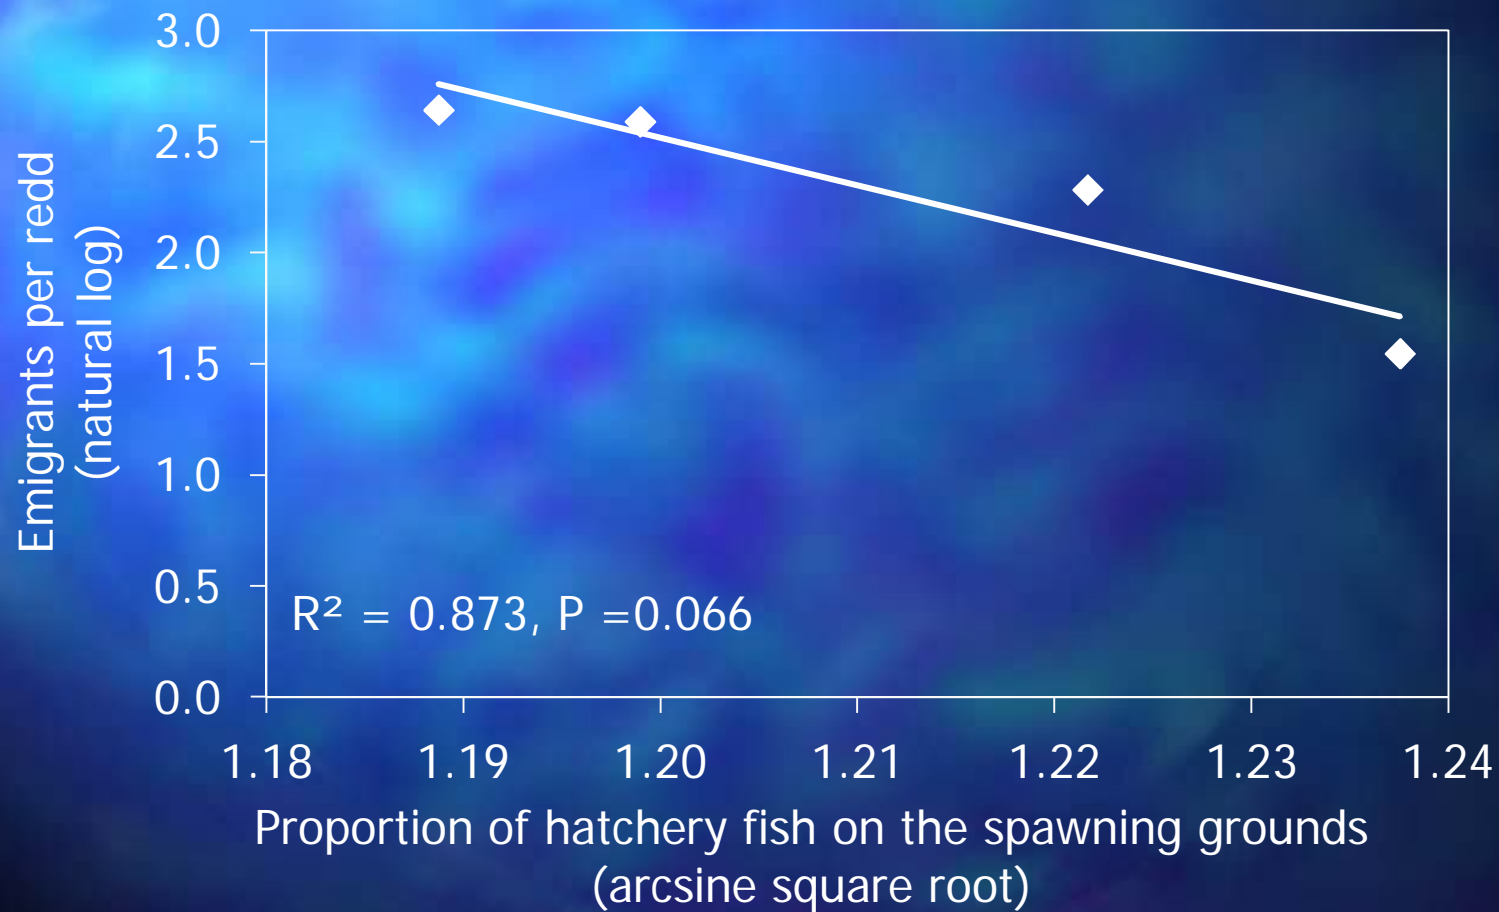 3.0
2.5
2.0
1.5
1.0
0.5
0.0
Emigrants per redd
(natural log)
R² = 0.873, P =0.066
1.18 1.19 1.20 1.21 1.22 1.23 1.24
Proportion of hatchery fish on the spawning grounds
(arcsine square root)